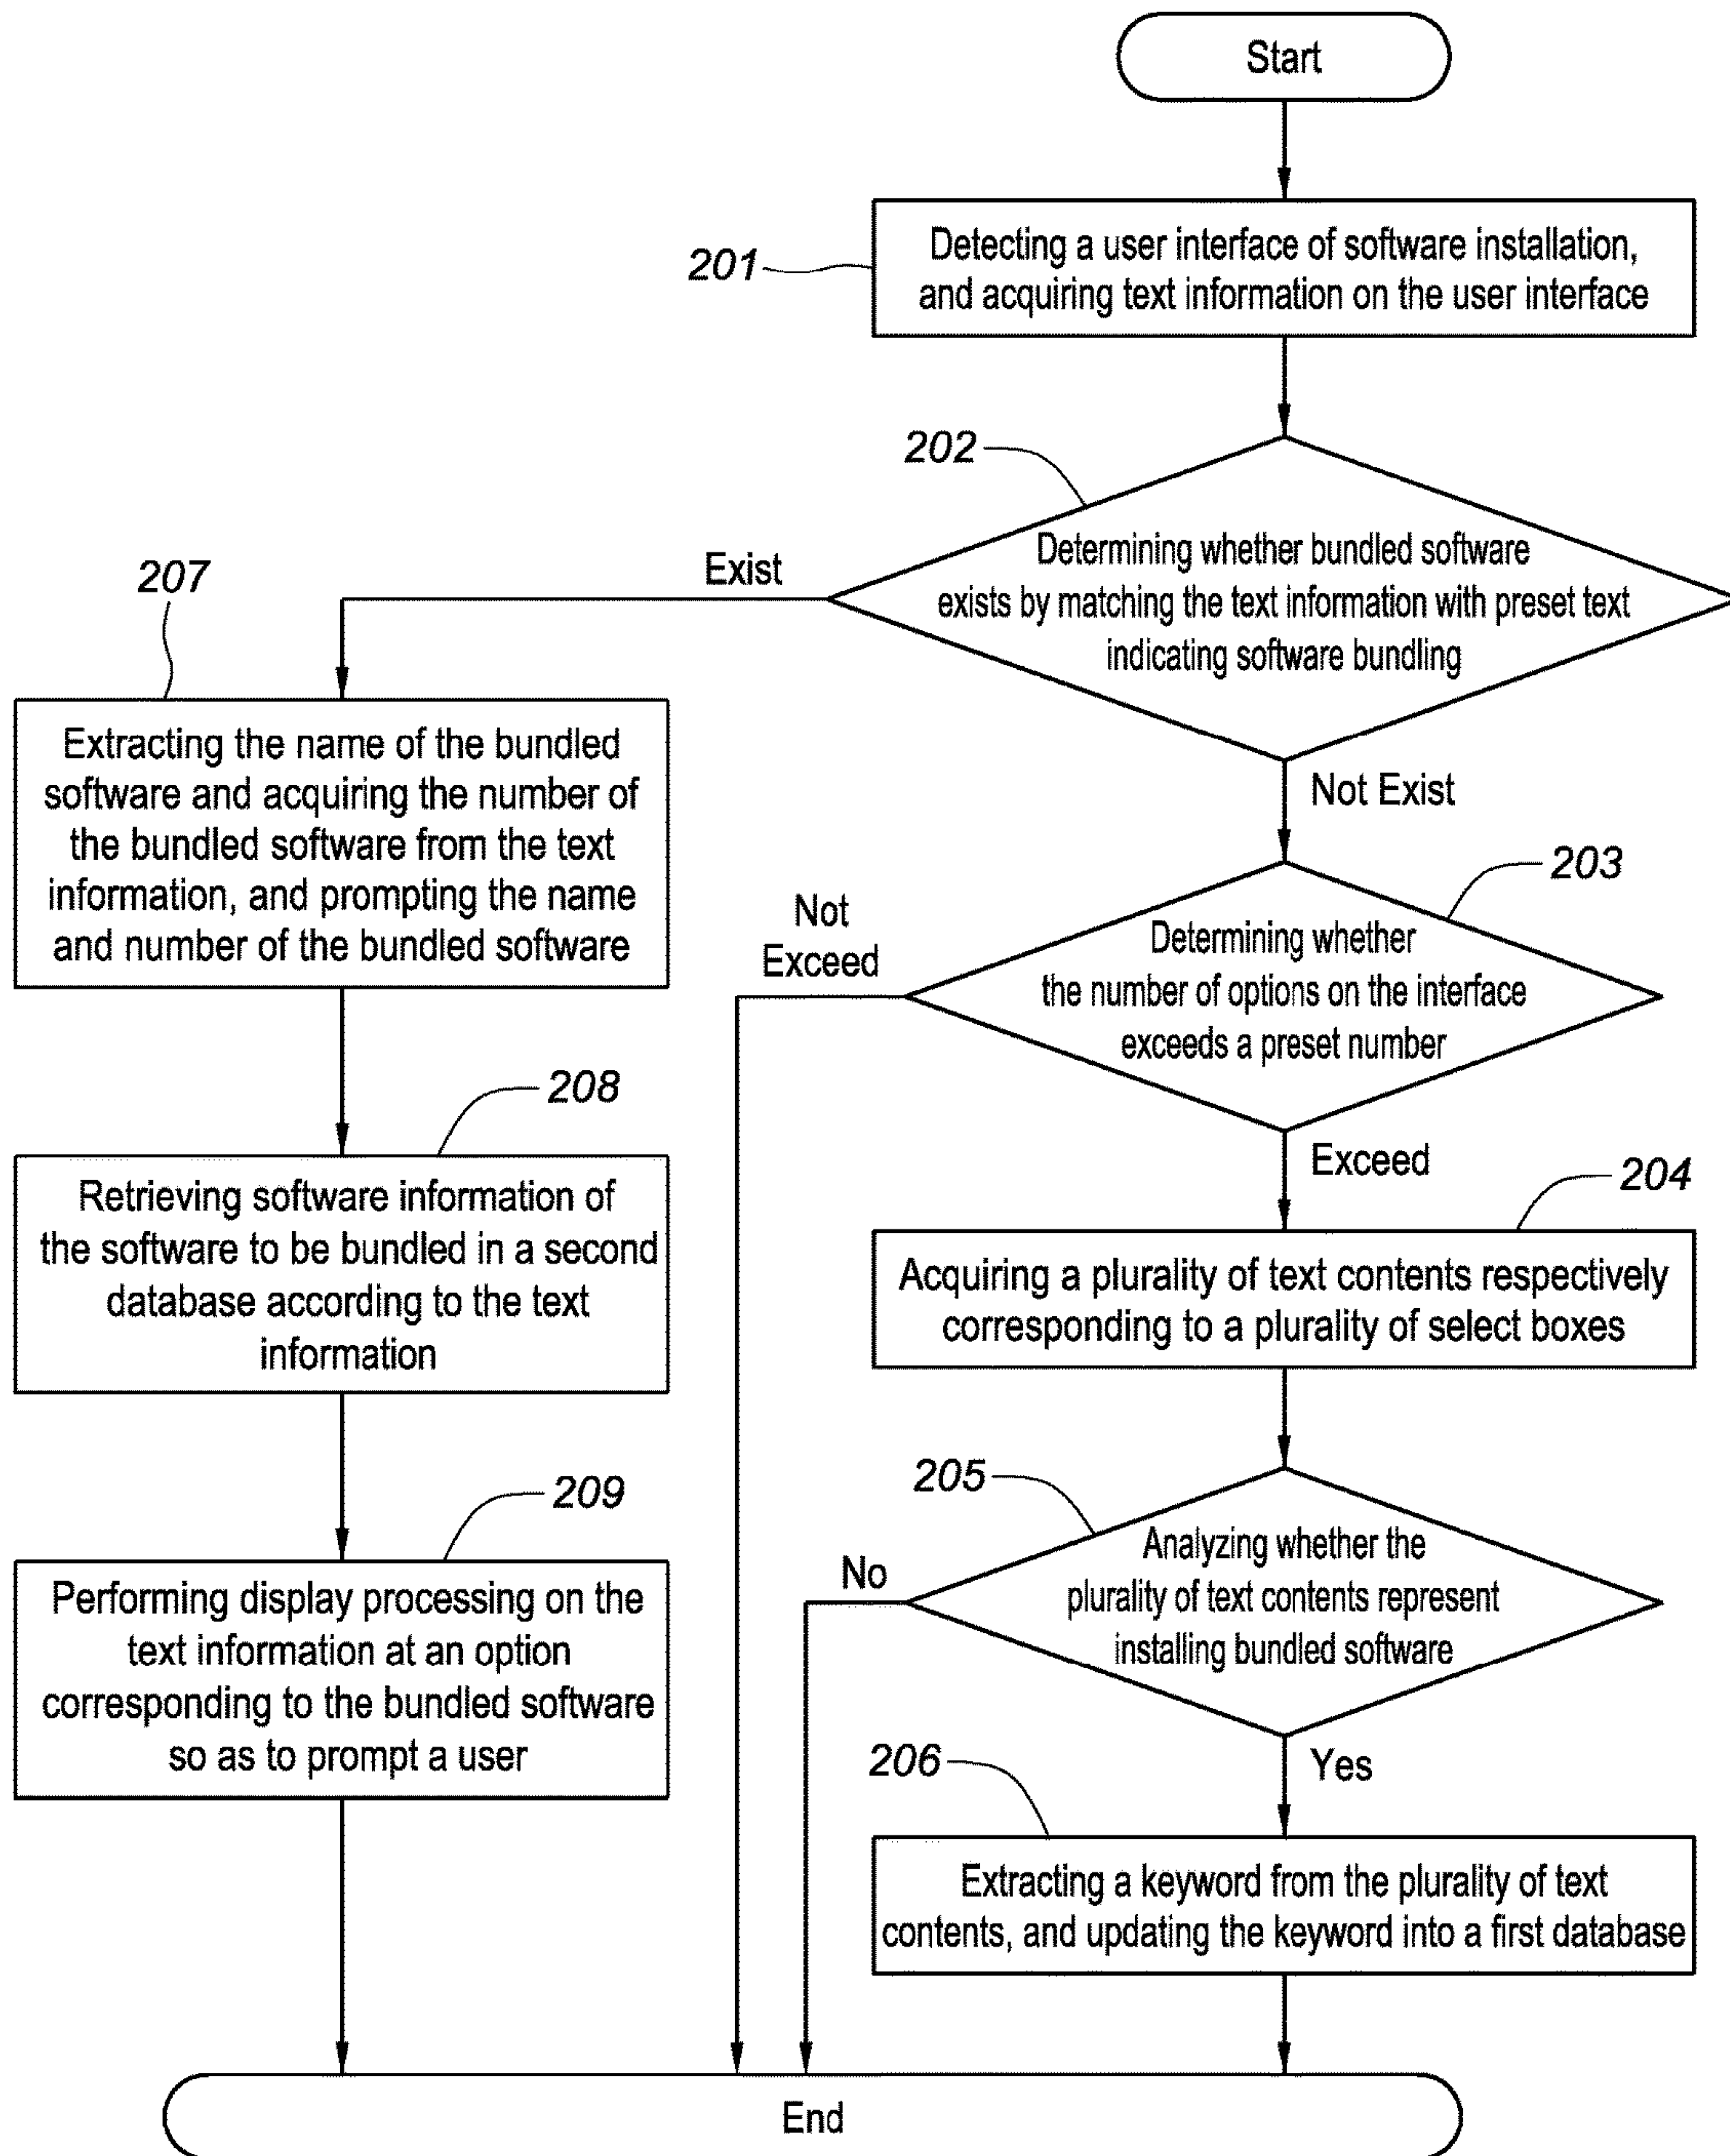 Start
201
Detecting a user interface of software installation,
and acquiring text information on the user interface
202
Determining whether bundled software
exists by matching the text information with preset text
indicating software bundling
Exist
Not Exist
207
Extracting the name of the bundled
software and acquiring the number of
the bundled software from the text
information, and prompting the name
and number of the bundled software
203
Determining whether
the number of options on the interface
exceeds a preset number
Not
Exceed
Exceed
208
Retrieving software information of
the software to be bundled in a second
database according to the text
information
204
Acquiring a plurality of text contents respectively
corresponding to a plurality of select boxes
205
Analyzing whether the
plurality of text contents represent
installing bundled software
No
Yes
209
Performing display processing on the
text information at an option
corresponding to the bundled software
so as to prompt a user
206
Extracting a keyword from the plurality of text
contents, and updating the keyword into a first database
End